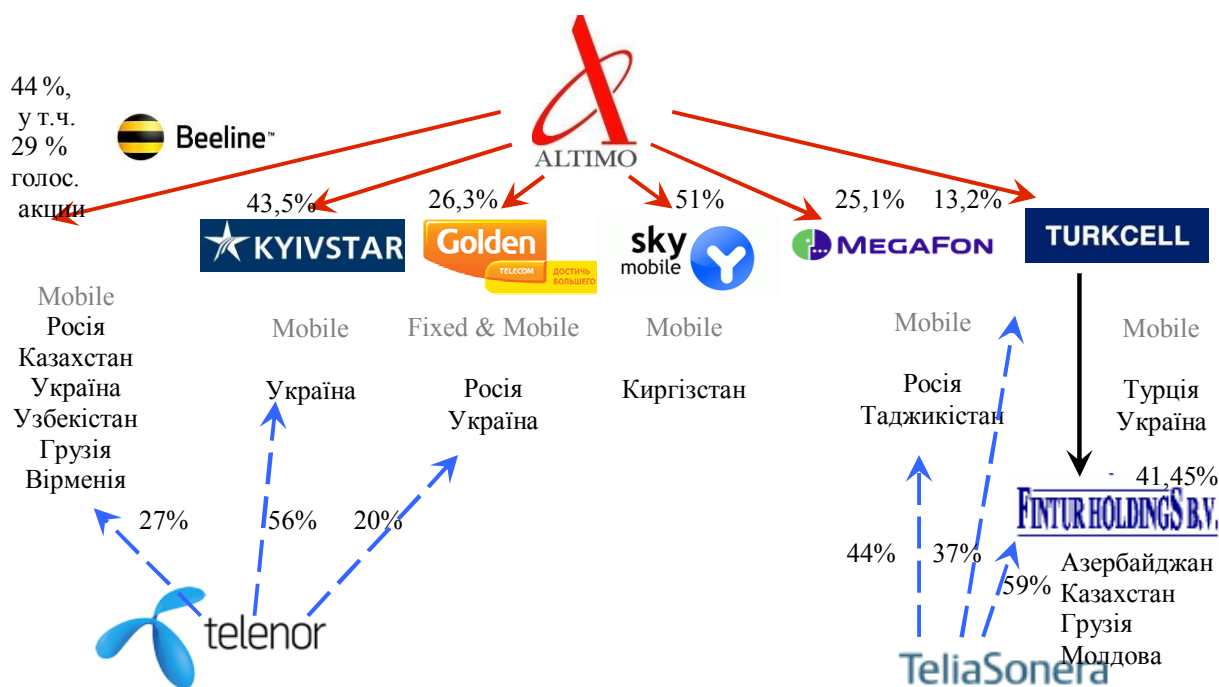 44 %,
у т.ч.
29 %
голос.
акции
Beeline™
ALTIMO
43,5%
26,3%
51%
25,1%
13,2%
KYIVSTAR
Golden
TELECOM
ДОСТИЧЬ
БОЛЬШЕГО
sky
mobile
MEGAFON
TURKCELL
Mobile
Росія
Казахстан
Україна
Узбекістан
Грузія
Вірменія
Mobile
Україна
Fixed & Mobile
Росія
Україна
Mobile
Киргізстан
Mobile
Росія
Таджикістан
Mobile
Турція
Україна
41,45%
FINTUR HOLDINGS B.V.
27%
56%
20%
44%
37%
59%
Азербайджан
Казахстан
Грузія
Молдова
telenor
TeliaSonera